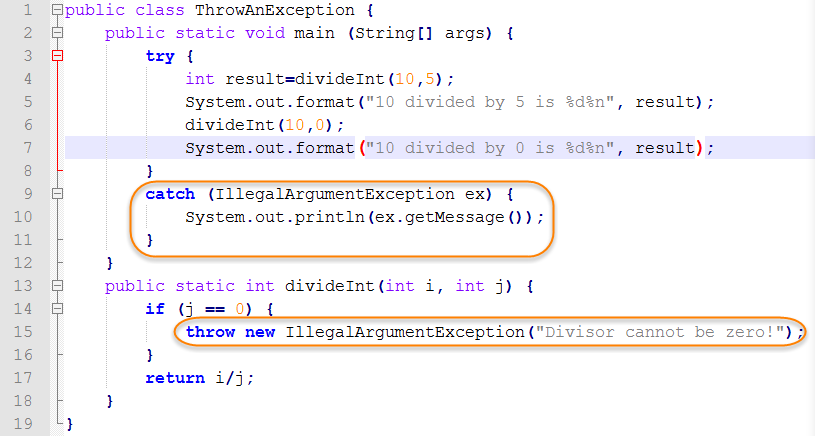 1 public class ThrowAnException {
2     public static void main (String[] args) {
3         try {
4             int result=divideInt(10,5);
5             System.out.format("10 divided by 5 is %d%n", result);
6             divideInt(10,0);
7             System.out.format("10 divided by 0 is %d%n", result);
8         }
9         catch (IllegalArgumentException ex) {
10             System.out.println(ex.getMessage());
11         }
12     }
13     public static int divideInt(int i, int j) {
14         if (j == 0) {
15             throw new IllegalArgumentException("Divisor cannot be zero!");
16         }
17         return i/j;
18     }
19 }